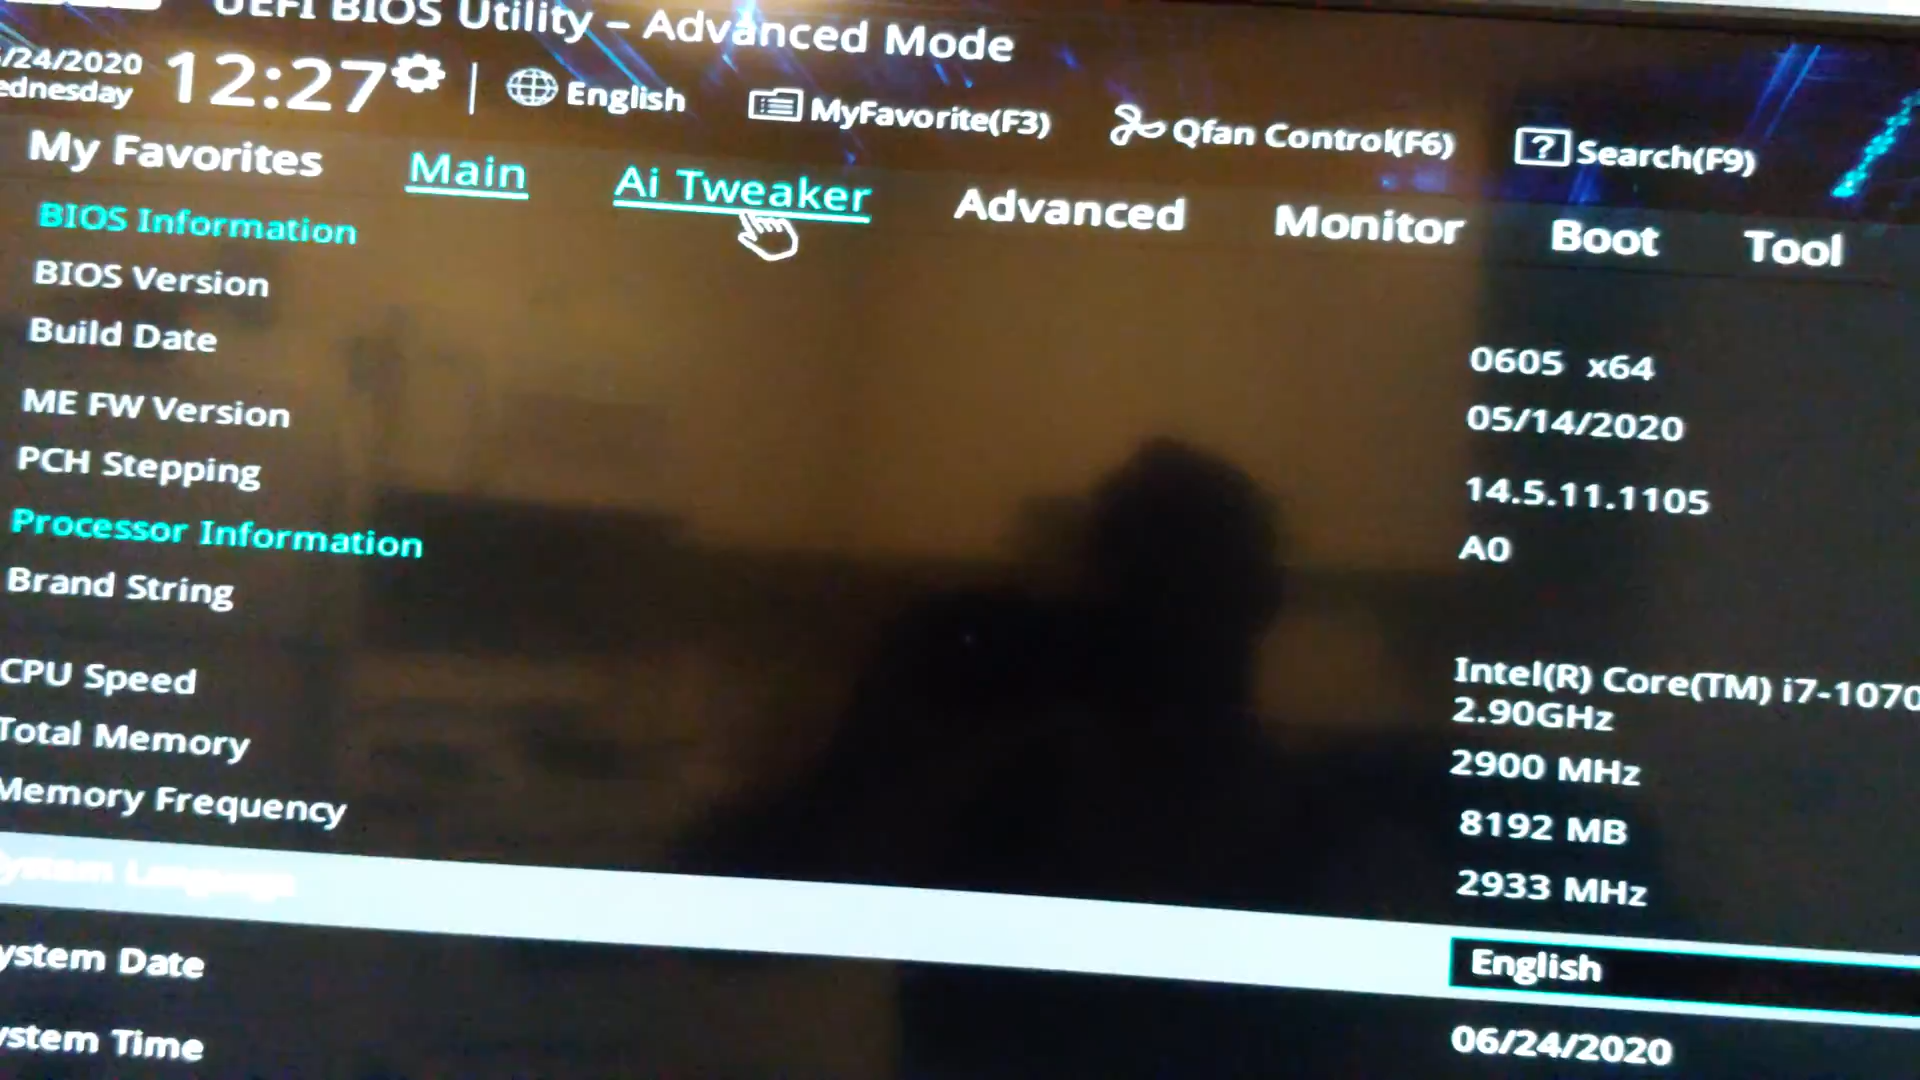 UEFI BIOS Utility – Advanced Mode
/24/2020
ednesday
12:27
English
MyFavorite(F3)
Qfan Control(F6)
Search(F9)
My Favorites
Main
Ai Tweaker
Advanced
Monitor
Boot
Tool
BIOS Information
BIOS Version
0605 x64
Build Date
05/14/2020
ME FW Version
14.5.11.1105
PCH Stepping
A0
Processor Information
Brand String
Intel(R) Core(TM) i7-1070
2.90GHz
CPU Speed
2900 MHz
Total Memory
8192 MB
Memory Frequency
2933 MHz
ystem Language
English
ystem Date
06/24/2020
ystem Time